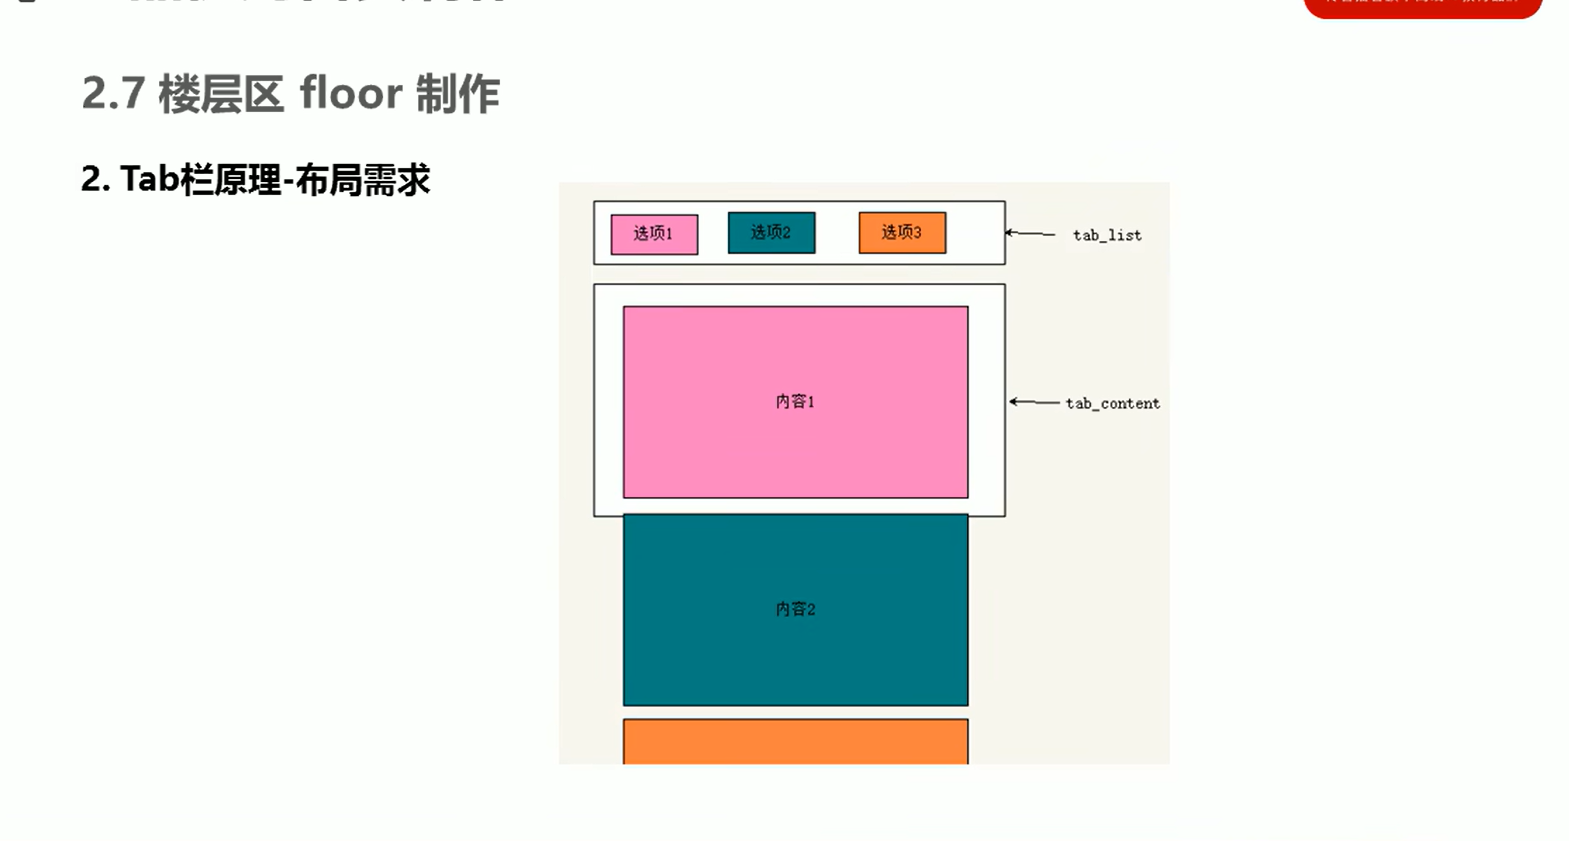 2.7 楼层区 floor 制作
2. Tab栏原理-布局需求
选项1 选项2 选项3
tab_list
内容1
tab_content
内容2